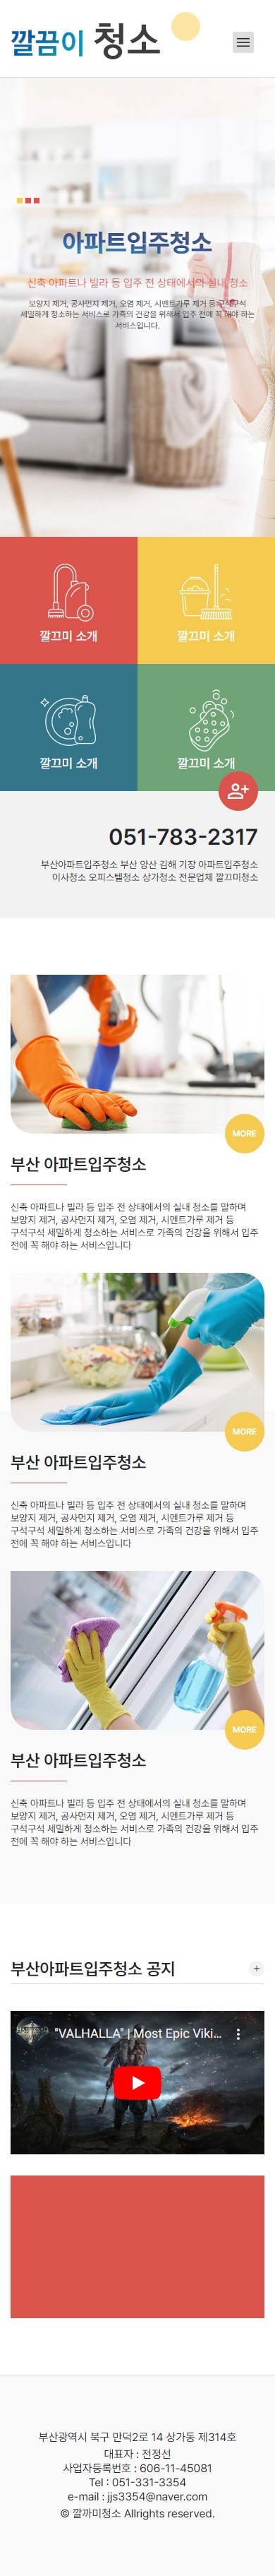 깔끔이 청소
아파트입주청소
신축 아파트나 빌라 등 입주 전 상태에서의 실내 청소
보양지 제거, 공사먼지 제거, 오염 제거, 시멘트가루 제거 등 구석구석
세밀하게 청소하는 서비스로 가족의 건강을 위해서 입주 전에 꼭 해야 하는
서비스입니다.
깔끄미 소개
깔끄미 소개
깔끄미 소개
깔끄미 소개
051-783-2317
부산아파트입주청소 부산 양산 김해 기장 아파트입주청소
이사청소 오피스텔청소 상가청소 전문업체 깔끄미청소
MORE
부산 아파트입주청소
신축 아파트나 빌라 등 입주 전 상태에서의 실내 청소를 말하며
보양지 제거, 공사먼지 제거, 오염 제거, 시멘트가루 제거 등
구석구석 세밀하게 청소하는 서비스로 가족의 건강을 위해서 입주
전에 꼭 해야 하는 서비스입니다
MORE
부산 아파트입주청소
신축 아파트나 빌라 등 입주 전 상태에서의 실내 청소를 말하며
보양지 제거, 공사먼지 제거, 오염 제거, 시멘트가루 제거 등
구석구석 세밀하게 청소하는 서비스로 가족의 건강을 위해서 입주
전에 꼭 해야 하는 서비스입니다
MORE
부산 아파트입주청소
신축 아파트나 빌라 등 입주 전 상태에서의 실내 청소를 말하며
보양지 제거, 공사먼지 제거, 오염 제거, 시멘트가루 제거 등
구석구석 세밀하게 청소하는 서비스로 가족의 건강을 위해서 입주
전에 꼭 해야 하는 서비스입니다
부산아파트입주청소 공지
"VALHALLA" | Most Epic Viki...
부산광역시 북구 만덕2로 14 상가동 제314호
대표자 : 전정선
사업자등록번호 : 606-11-45081
Tel : 051-331-3354
e-mail : jjs3354@naver.com
© 깔까미청소 Allrights reserved.